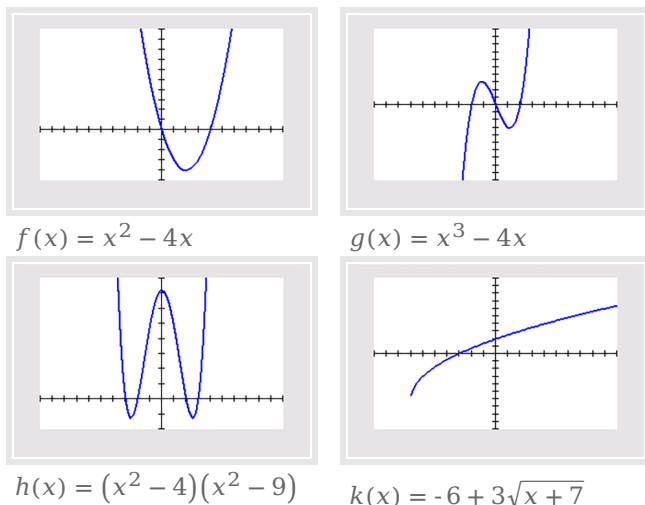 f(x) = x² − 4x
g(x) = x³ − 4x
h(x) = (x² − 4)(x² − 9)
k(x) = -6 + 3√(x + 7)